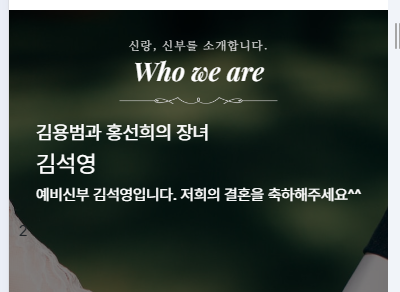 신랑, 신부를 소개합니다.
Who we are
김용범과 홍선희의 장녀
김석영
예비신부 김석영입니다. 저희의 결혼을 축하해주세요^^
2